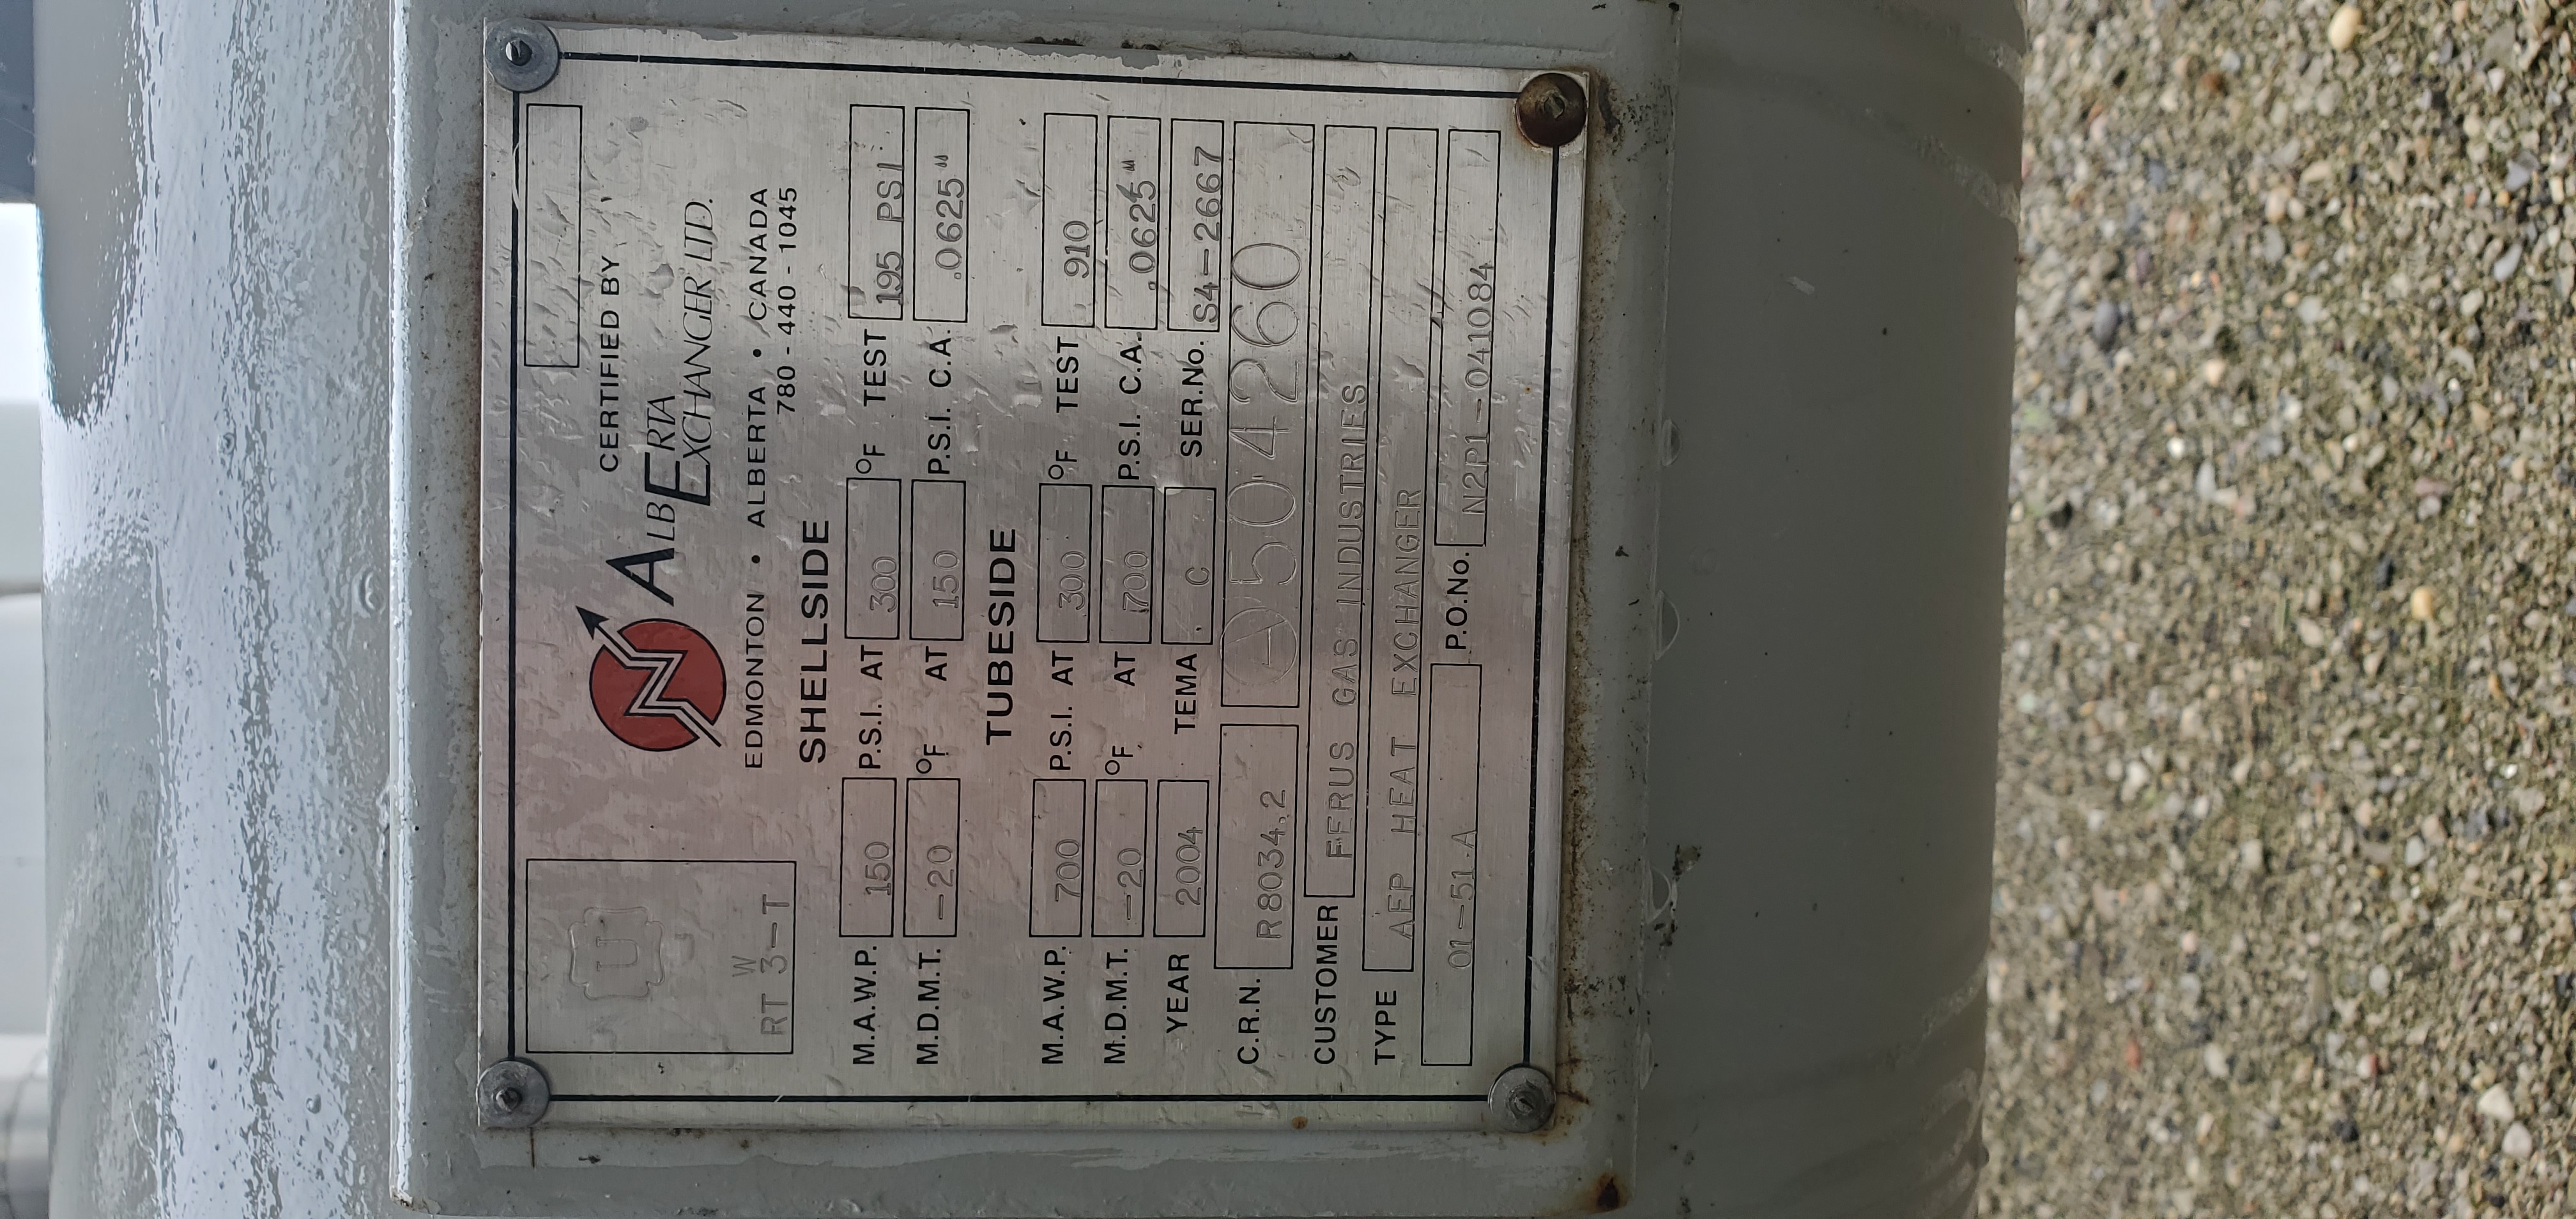 CERTIFIED BY
U
W
RT 3-T
ALBERTA
EXCHANGER LTD.
EDMONTON • ALBERTA • CANADA
780 - 440 - 1045
SHELLSIDE
M.A.W.P. 150 P.S.I. AT 300 °F TEST 195 PSI
M.D.M.T. -20 °F AT 150 P.S.I. C.A. .0625"
TUBESIDE
M.A.W.P. 700 P.S.I. AT 300 °F TEST 910
M.D.M.T. -20 °F AT 700 P.S.I. C.A. .0625"
YEAR 2004 TEMA C SER.No. S4-2667
C.R.N. R8034.2 A 504260
CUSTOMER FERUS GAS INDUSTRIES
TYPE AEP HEAT EXCHANGER
01-51-A P.O.No. N2P1-041084